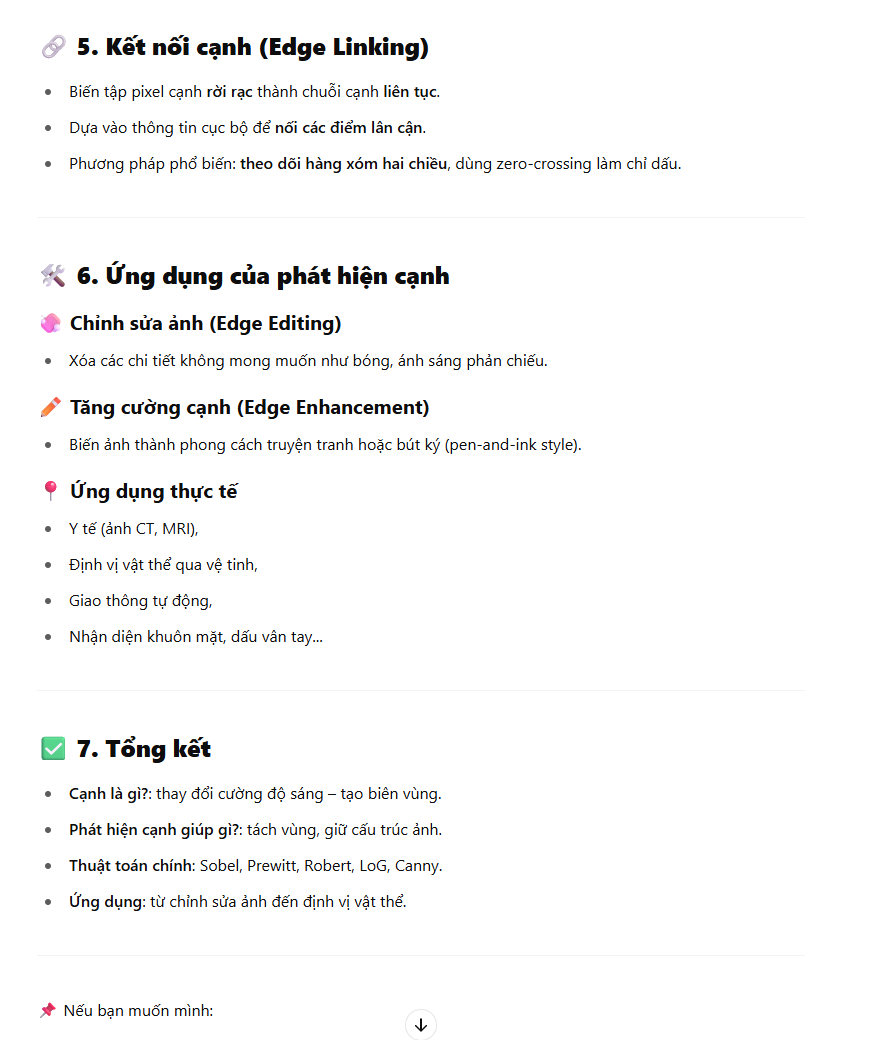 🔗 5. Kết nối cạnh (Edge Linking)
• Biến tập pixel cạnh rời rạc thành chuỗi cạnh liên tục.
• Dựa vào thông tin cục bộ để nối các điểm lân cận.
• Phương pháp phổ biến: theo dõi hàng xóm hai chiều, dùng zero-crossing làm chỉ dấu.
🛠️ 6. Ứng dụng của phát hiện cạnh
Chỉnh sửa ảnh (Edge Editing)
• Xóa các chi tiết không mong muốn như bóng, ánh sáng phản chiếu.
✏️ Tăng cường cạnh (Edge Enhancement)
• Biến ảnh thành phong cách truyện tranh hoặc bút ký (pen-and-ink style).
📍 Ứng dụng thực tế
• Y tế (ảnh CT, MRI),
• Định vị vật thể qua vệ tinh,
• Giao thông tự động,
• Nhận diện khuôn mặt, dấu vân tay...
✅ 7. Tổng kết
• Cạnh là gì?: thay đổi cường độ sáng – tạo biên vùng.
• Phát hiện cạnh giúp gì?: tách vùng, giữ cấu trúc ảnh.
• Thuật toán chính: Sobel, Prewitt, Robert, LoG, Canny.
• Ứng dụng: từ chỉnh sửa ảnh đến định vị vật thể.
📌 Nếu bạn muốn mình: